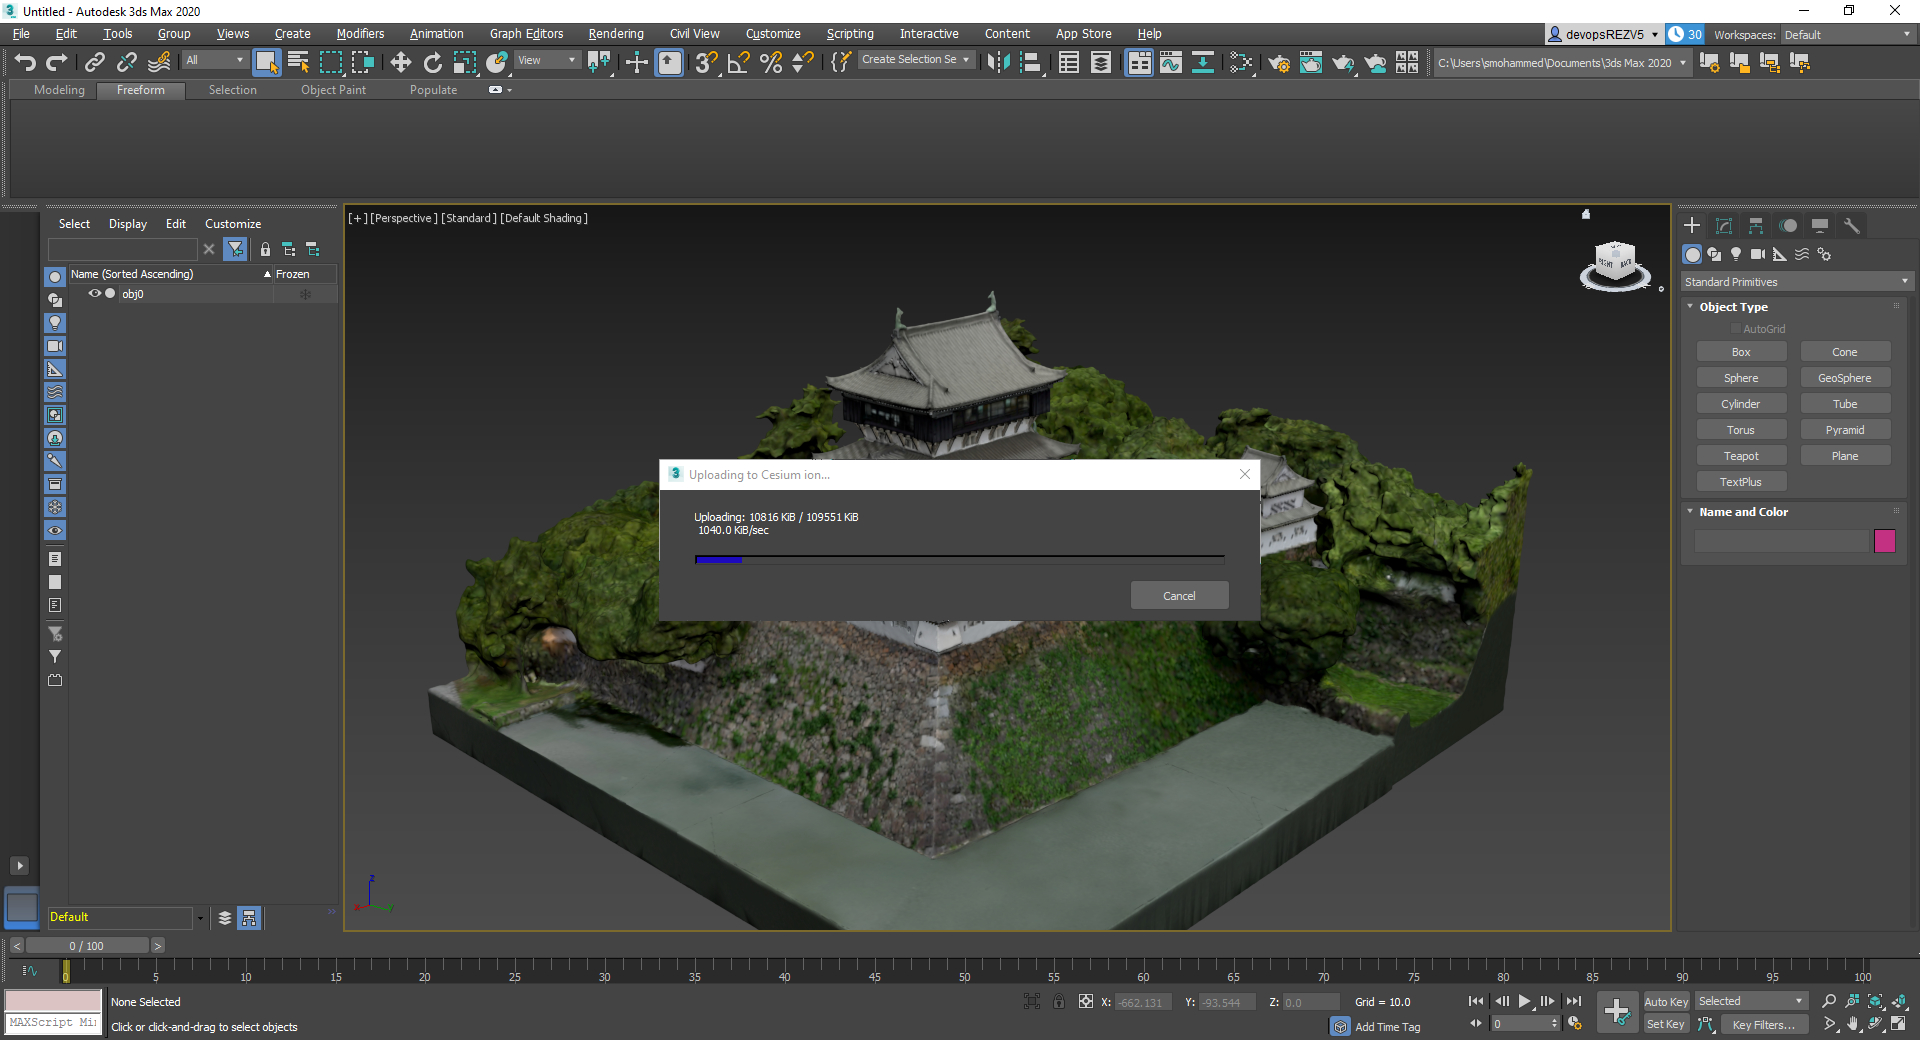 Untitled - Autodesk 3ds Max 2020
File Edit Tools Group Views Create Modifiers Animation Graph Editors Rendering Civil View Customize Scripting Interactive Content App Store Help
devopsREZV5 30 Workspaces: Default
All View Create Selection Se C:\Users\smohammed\Documents\3ds Max 2020
Modeling Freeform Selection Object Paint Populate
Select Display Edit Customize
Name (Sorted Ascending) Frozen
obj0
[+] [Perspective] [Standard] [Default Shading]
RIGHT BACK
Uploading to Cesium ion...
Uploading: 10816 KiB / 109551 KiB
1040.0 KiB/sec
Cancel
Standard Primitives
Object Type
AutoGrid
Box Cone
Sphere GeoSphere
Cylinder Tube
Torus Pyramid
Teapot Plane
TextPlus
Name and Color
z
x y
Default
< 0 / 100 >
0 5 10 15 20 25 30 35 40 45 50 55 60 65 70 75 80 85 90 95 100
None Selected X: -662.131 Y: -93.544 Z: 0.0 Grid = 10.0 Auto Key Selected
MAXScript Mi
Click or click-and-drag to select objects Add Time Tag 0 Set Key Key Filters...